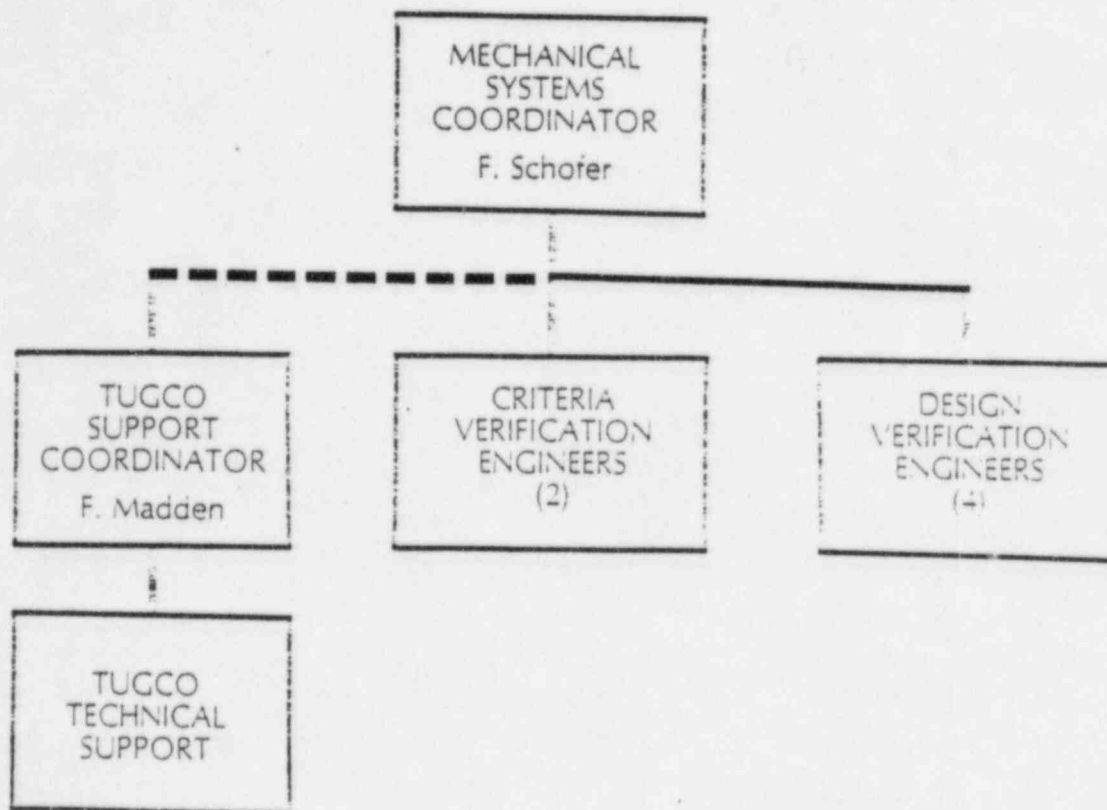 MECHANICAL
SYSTEMS
COORDINATOR
F. Schofer
TUGCO
SUPPORT
COORDINATOR
F. Madden
CRITERIA
VERIFICATION
ENGINEERS
(2)
DESIGN
VERIFICATION
ENGINEERS
(4)
TUGCO
TECHNICAL
SUPPORT